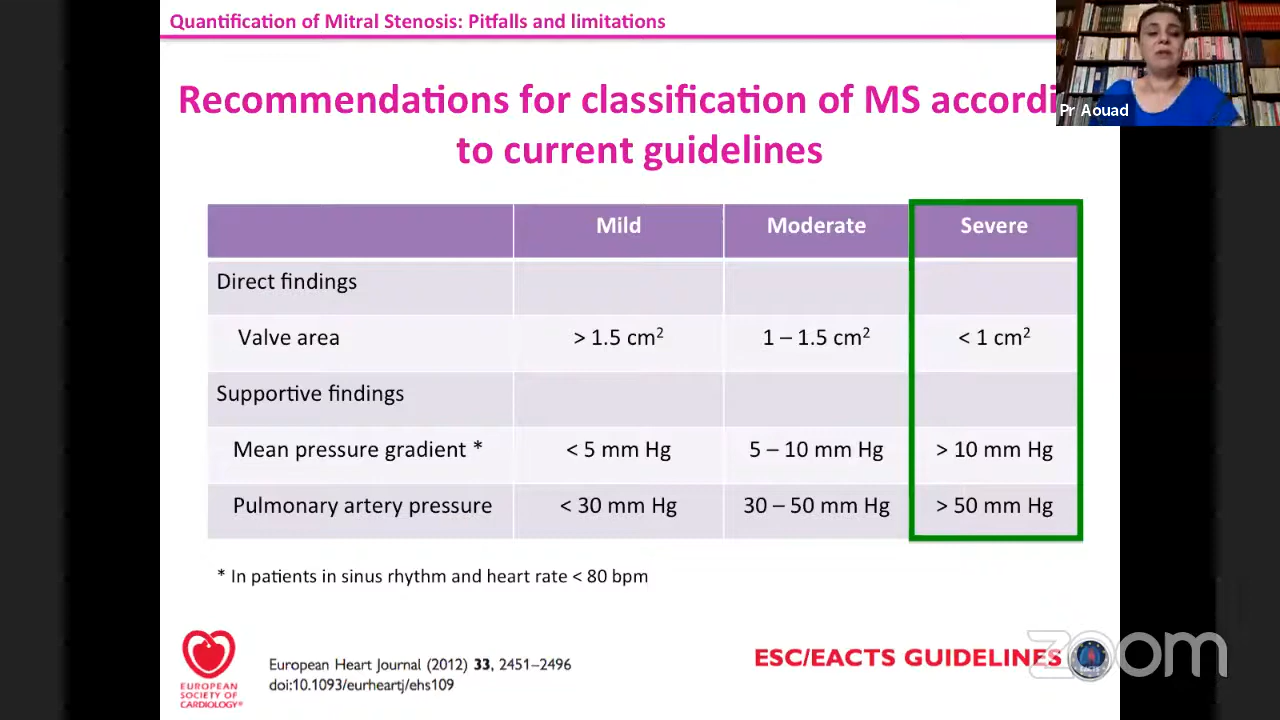 Quantification of Mitral Stenosis: Pitfalls and limitations
Pr Aouad
Recommendations for classification of MS accordi
to current guidelines
Mild Moderate Severe
Direct findings
Valve area > 1.5 cm² 1 – 1.5 cm² < 1 cm²
Supportive findings
Mean pressure gradient * < 5 mm Hg 5 – 10 mm Hg > 10 mm Hg
Pulmonary artery pressure < 30 mm Hg 30 – 50 mm Hg > 50 mm Hg
* In patients in sinus rhythm and heart rate < 80 bpm
EUROPEAN
SOCIETY OF
CARDIOLOGY®
European Heart Journal (2012) 33, 2451–2496
doi:10.1093/eurheartj/ehs109
ESC/EACTS GUIDELINES
zoom